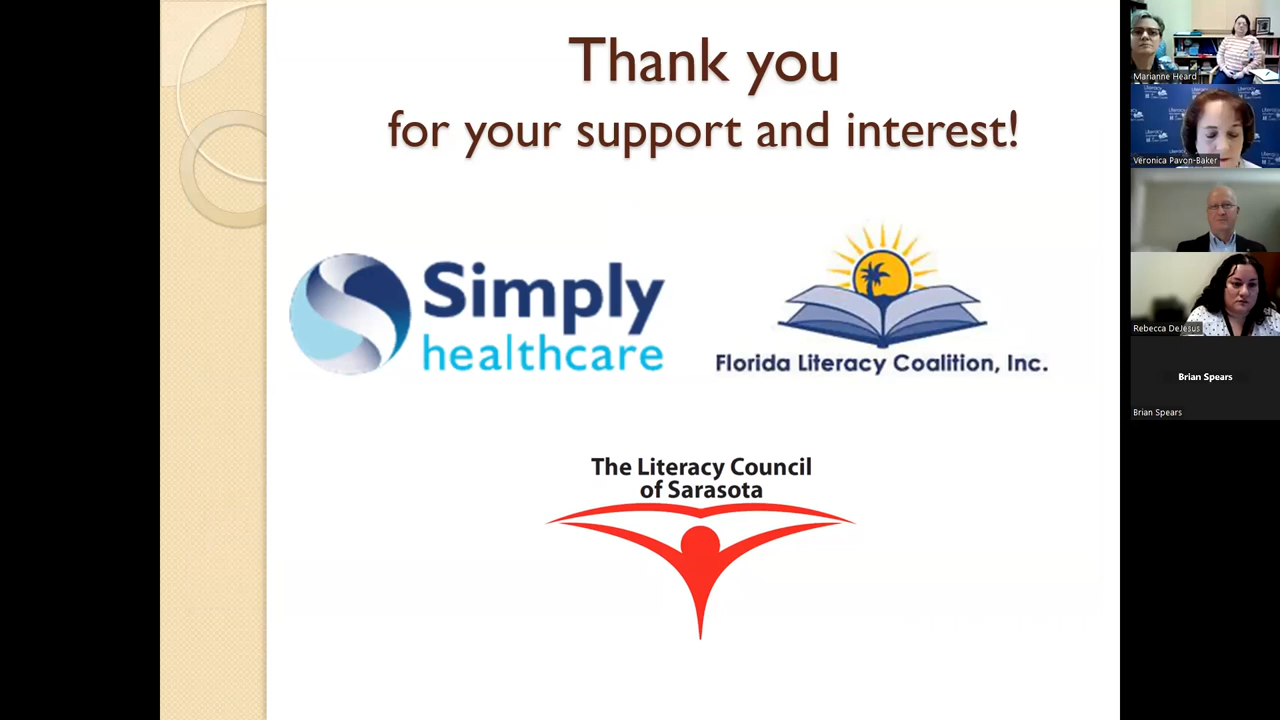 Thank you
for your support and interest!
Simply
healthcare
Florida Literacy Coalition, Inc.
The Literacy Council
of Sarasota
Marianne Heard
Veronica Pavon-Baker
Rebecca DeJesus
Brian Spears
Brian Spears